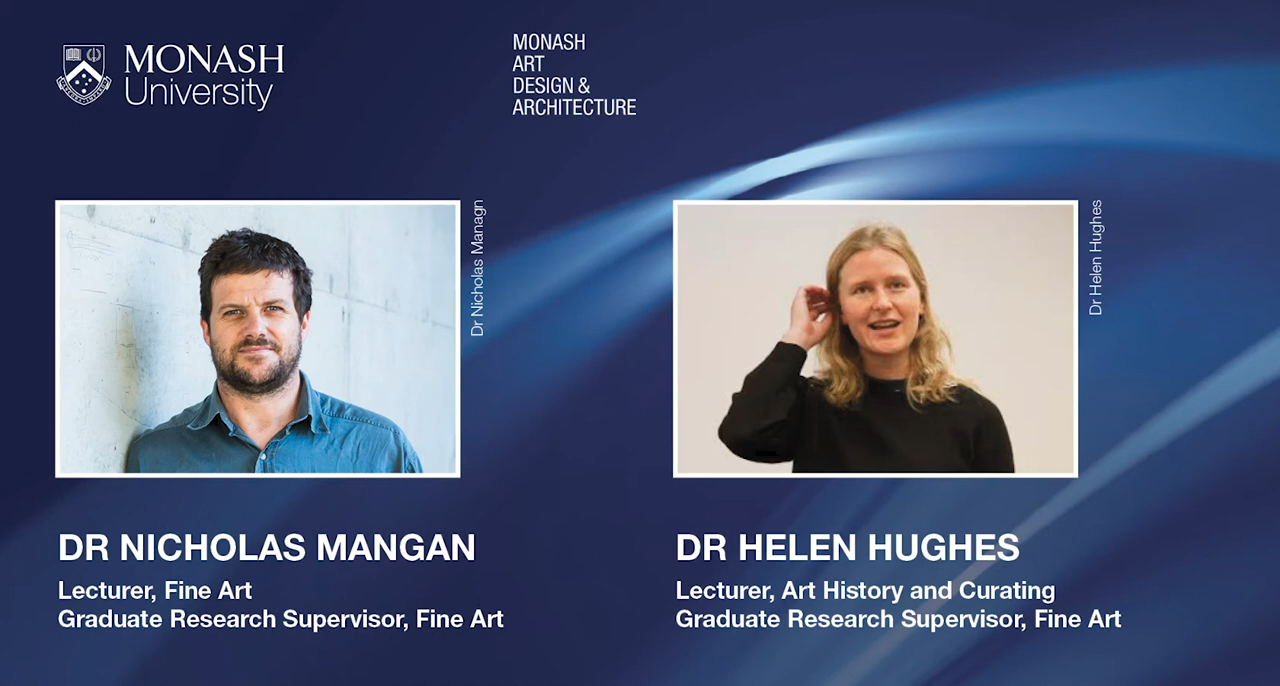 MONASH
University
MONASH
ART
DESIGN &
ARCHITECTURE
Dr Nicholas Managn
Dr Helen Hughes
DR NICHOLAS MANGAN
Lecturer, Fine Art
Graduate Research Supervisor, Fine Art
DR HELEN HUGHES
Lecturer, Art History and Curating
Graduate Research Supervisor, Fine Art